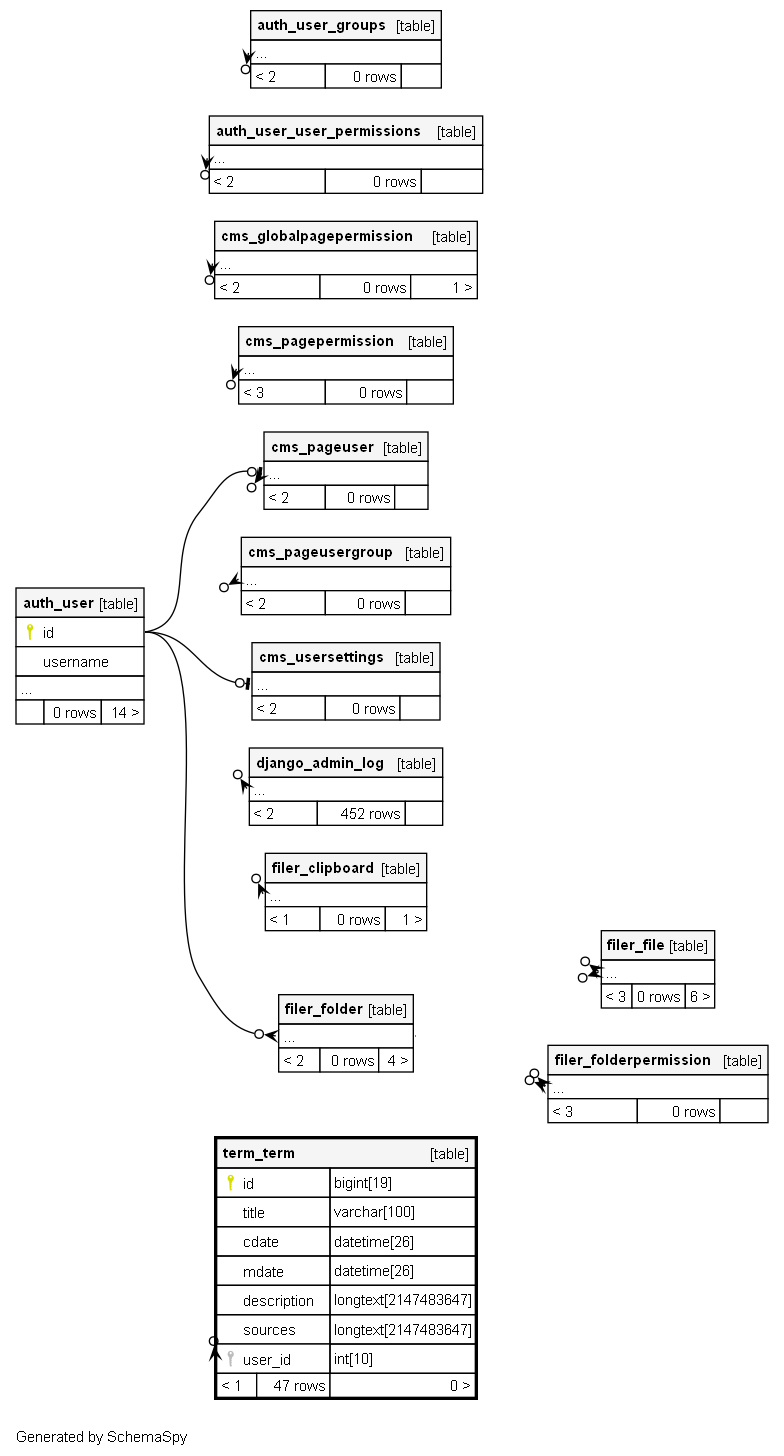 auth_user_groups [table]
...
< 2 0 rows
auth_user_user_permissions [table]
...
< 2 0 rows
cms_globalpagepermission [table]
...
< 2 0 rows 1 >
cms_pagepermission [table]
...
< 3 0 rows
cms_pageuser [table]
...
< 2 0 rows
cms_pageusergroup [table]
...
< 2 0 rows
auth_user [table]
id
username
...
0 rows 14 >
cms_usersettings [table]
...
< 2 0 rows
django_admin_log [table]
...
< 2 452 rows
filer_clipboard [table]
...
< 1 0 rows 1 >
filer_file [table]
...
< 3 0 rows 6 >
filer_folder [table]
...
< 2 0 rows 4 >
filer_folderpermission [table]
...
< 3 0 rows
term_term [table]
id bigint[19]
title varchar[100]
cdate datetime[26]
mdate datetime[26]
description longtext[2147483647]
sources longtext[2147483647]
user_id int[10]
< 1 47 rows 0 >
Generated by SchemaSpy